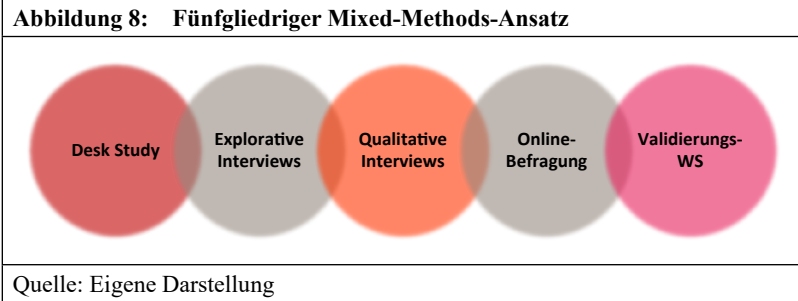 Abbildung 8: Fünfgliedriger Mixed-Methods-Ansatz
Desk Study
Explorative
Interviews
Qualitative
Interviews
Online-
Befragung
Validierungs-
WS
Quelle: Eigene Darstellung